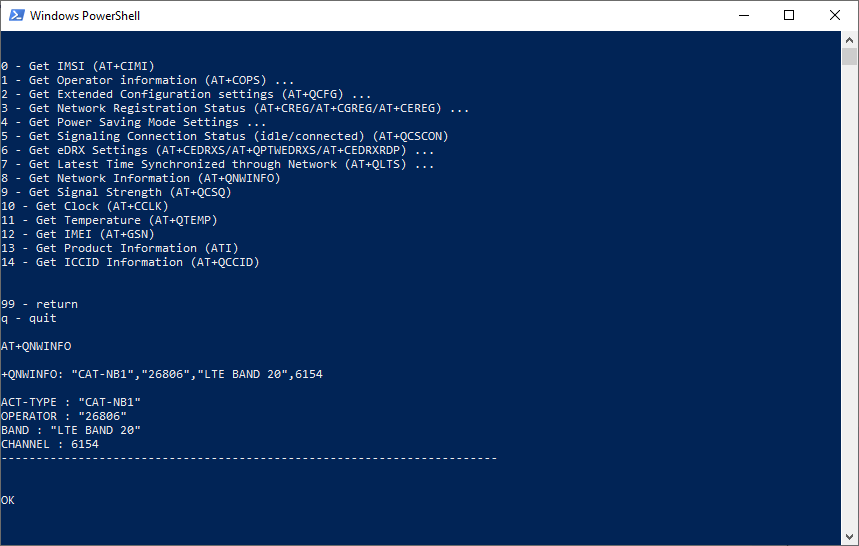 Windows PowerShell
0 - Get IMSI (AT+CIMI)
1 - Get Operator information (AT+COPS) ...
2 - Get Extended Configuration settings (AT+QCFG) ...
3 - Get Network Registration Status (AT+CREG/AT+CGREG/AT+CEREG) ...
4 - Get Power Saving Mode Settings ...
5 - Get Signaling Connection Status (idle/connected) (AT+QCSCON)
6 - Get eDRX Settings (AT+CEDRXS/AT+QPTWEDRXS/AT+CEDRXRDP) ...
7 - Get Latest Time Synchronized through Network (AT+QLTS) ...
8 - Get Network Information (AT+QNWINFO)
9 - Get Signal Strength (AT+QCSQ)
10 - Get Clock (AT+CCLK)
11 - Get Temperature (AT+QTEMP)
12 - Get IMEI (AT+GSN)
13 - Get Product Information (ATI)
14 - Get ICCID Information (AT+QCCID)
99 - return
q - quit
AT+QNWINFO
+QNWINFO: "CAT-NB1","26806","LTE BAND 20",6154
ACT-TYPE : "CAT-NB1"
OPERATOR : "26806"
BAND : "LTE BAND 20"
CHANNEL : 6154
-----------------------------------------------------------------------
OK